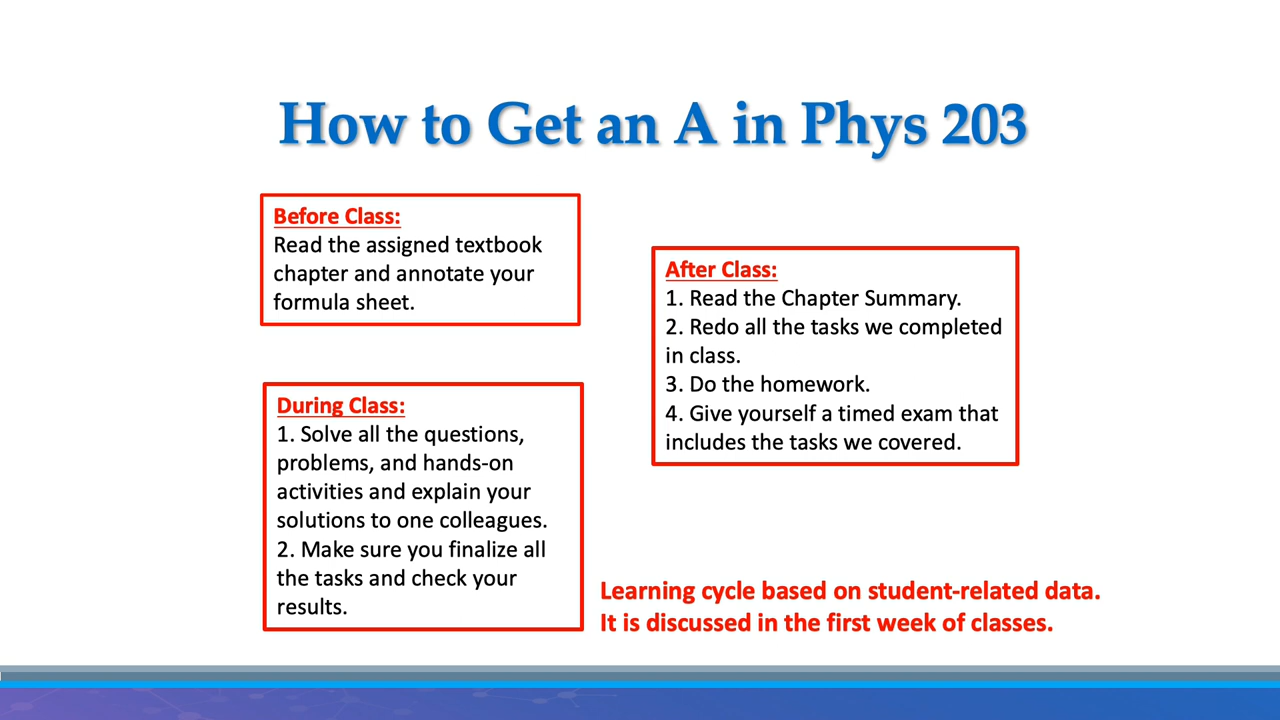 How to Get an A in Phys 203
Before Class:
Read the assigned textbook
chapter and annotate your
formula sheet.
During Class:
1. Solve all the questions,
problems, and hands-on
activities and explain your
solutions to one colleagues.
2. Make sure you finalize all
the tasks and check your
results.
After Class:
1. Read the Chapter Summary.
2. Redo all the tasks we completed
in class.
3. Do the homework.
4. Give yourself a timed exam that
includes the tasks we covered.
Learning cycle based on student-related data.
It is discussed in the first week of classes.